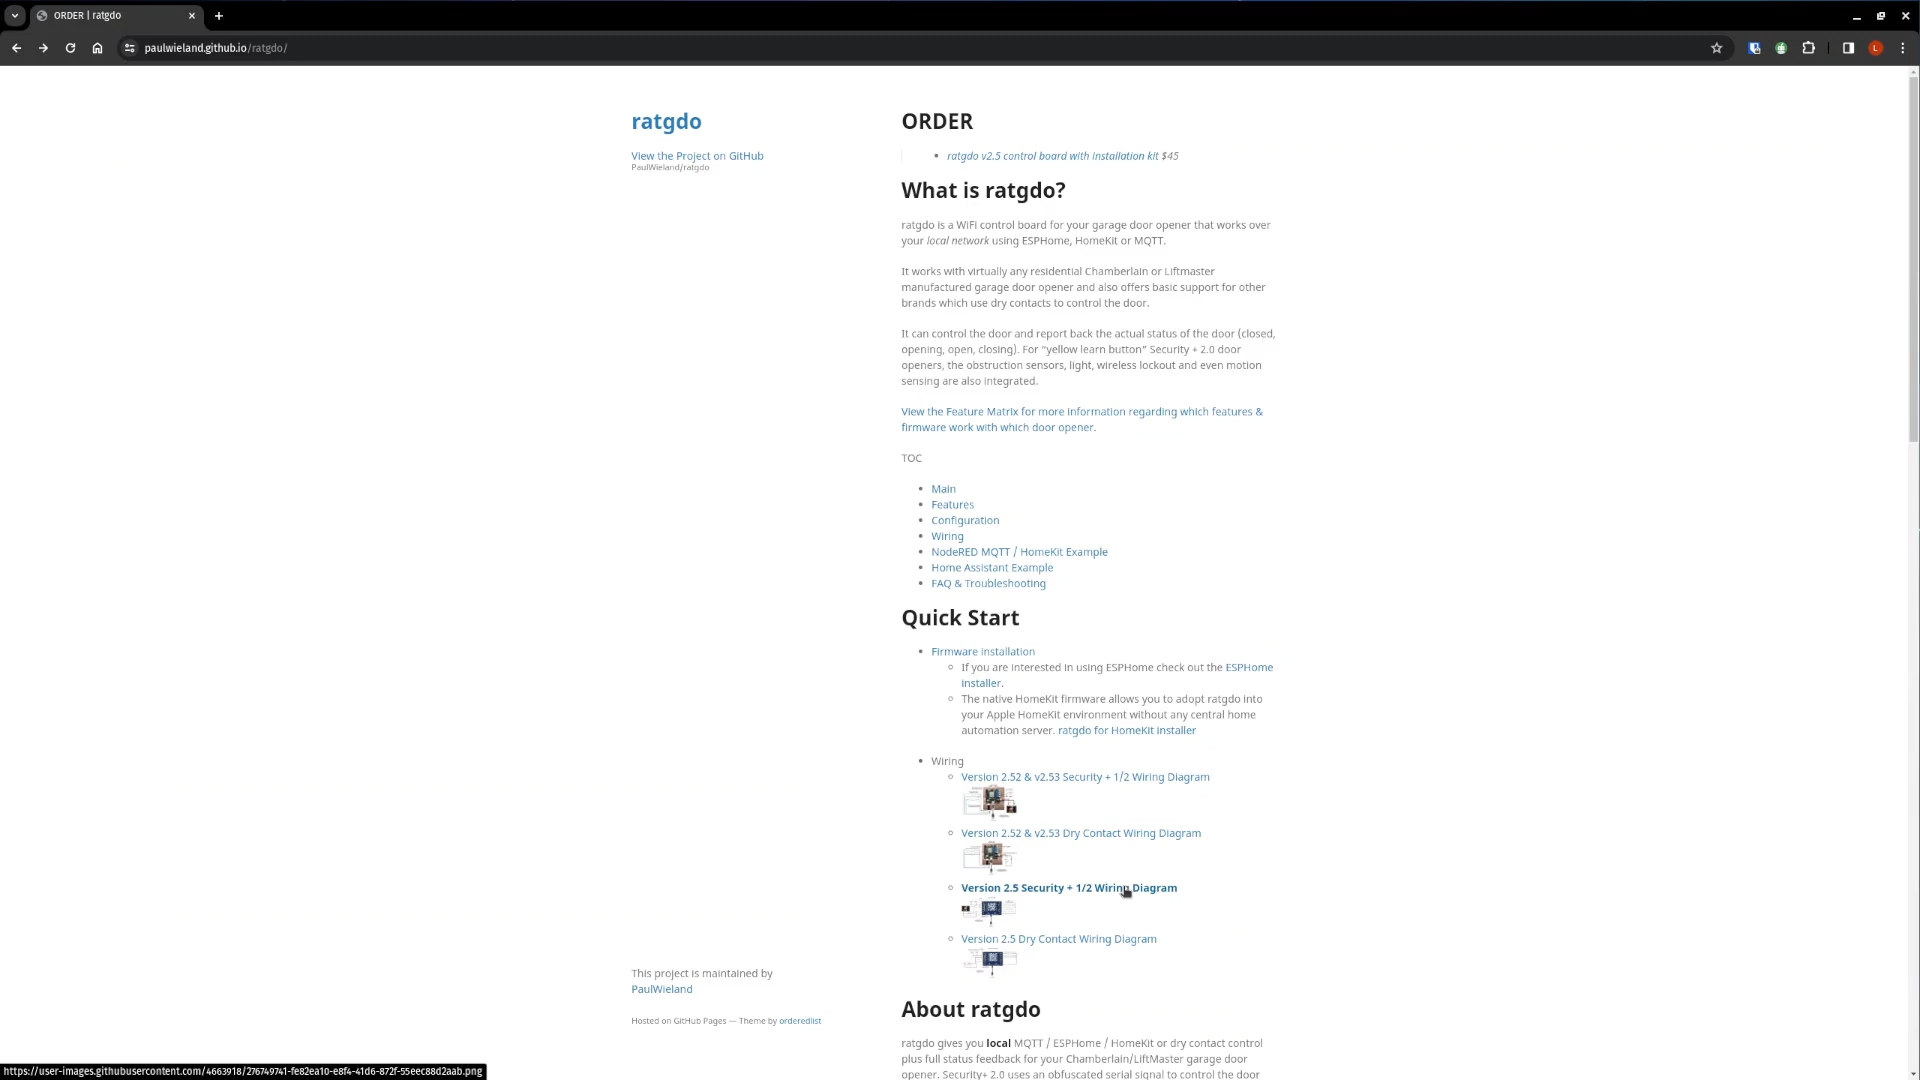 ORDER | ratgdo
paulwieland.github.io/ratgdo/
L
ratgdo
View the Project on GitHub
PaulWieland/ratgdo
ORDER
ratgdo v2.5 control board with installation kit $45
What is ratgdo?
ratgdo is a WiFi control board for your garage door opener that works over
your local network using ESPHome, HomeKit or MQTT.
It works with virtually any residential Chamberlain or Liftmaster
manufactured garage door opener and also offers basic support for other
brands which use dry contacts to control the door.
It can control the door and report back the actual status of the door (closed,
opening, open, closing). For “yellow learn button” Security + 2.0 door
openers, the obstruction sensors, light, wireless lockout and even motion
sensing are also integrated.
View the Feature Matrix for more information regarding which features &
firmware work with which door opener.
TOC
Main
Features
Configuration
Wiring
NodeRED MQTT / HomeKit Example
Home Assistant Example
FAQ & Troubleshooting
Quick Start
Firmware installation
If you are interested in using ESPHome check out the ESPHome
installer.
The native HomeKit firmware allows you to adopt ratgdo into
your Apple HomeKit environment without any central home
automation server. ratgdo for HomeKit installer
Wiring
Version 2.52 & v2.53 Security + 1/2 Wiring Diagram
Version 2.52 & v2.53 Dry Contact Wiring Diagram
Version 2.5 Security + 1/2 Wiring Diagram
Version 2.5 Dry Contact Wiring Diagram
This project is maintained by
PaulWieland
Hosted on GitHub Pages — Theme by orderedlist
About ratgdo
ratgdo gives you local MQTT / ESPHome / HomeKit or dry contact control
plus full status feedback for your Chamberlain/LiftMaster garage door
opener. Security+ 2.0 uses an obfuscated serial signal to control the door
https://user-images.githubusercontent.com/4663918/276749741-fe82ea10-e8f4-41d6-872f-55eec88d2aab.png